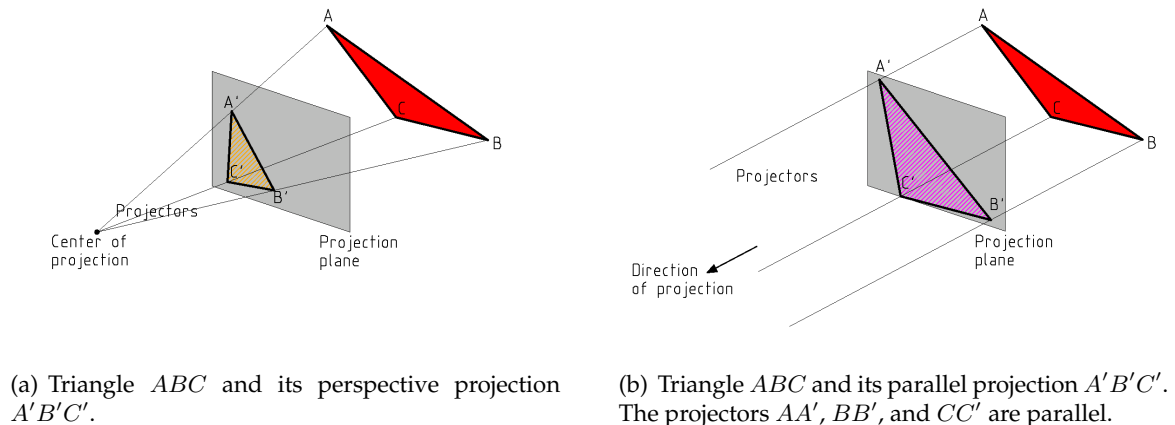 A
C
B
A'
C'
B'
Projectors
Center of
projection
Projection
plane
A
C
B
A'
C'
B'
Projectors
Direction
of projection
Projection
plane
(a) Triangle ABC and its perspective projection
A′B′C′.
(b) Triangle ABC and its parallel projection A′B′C′.
The projectors AA′, BB′, and CC′ are parallel.